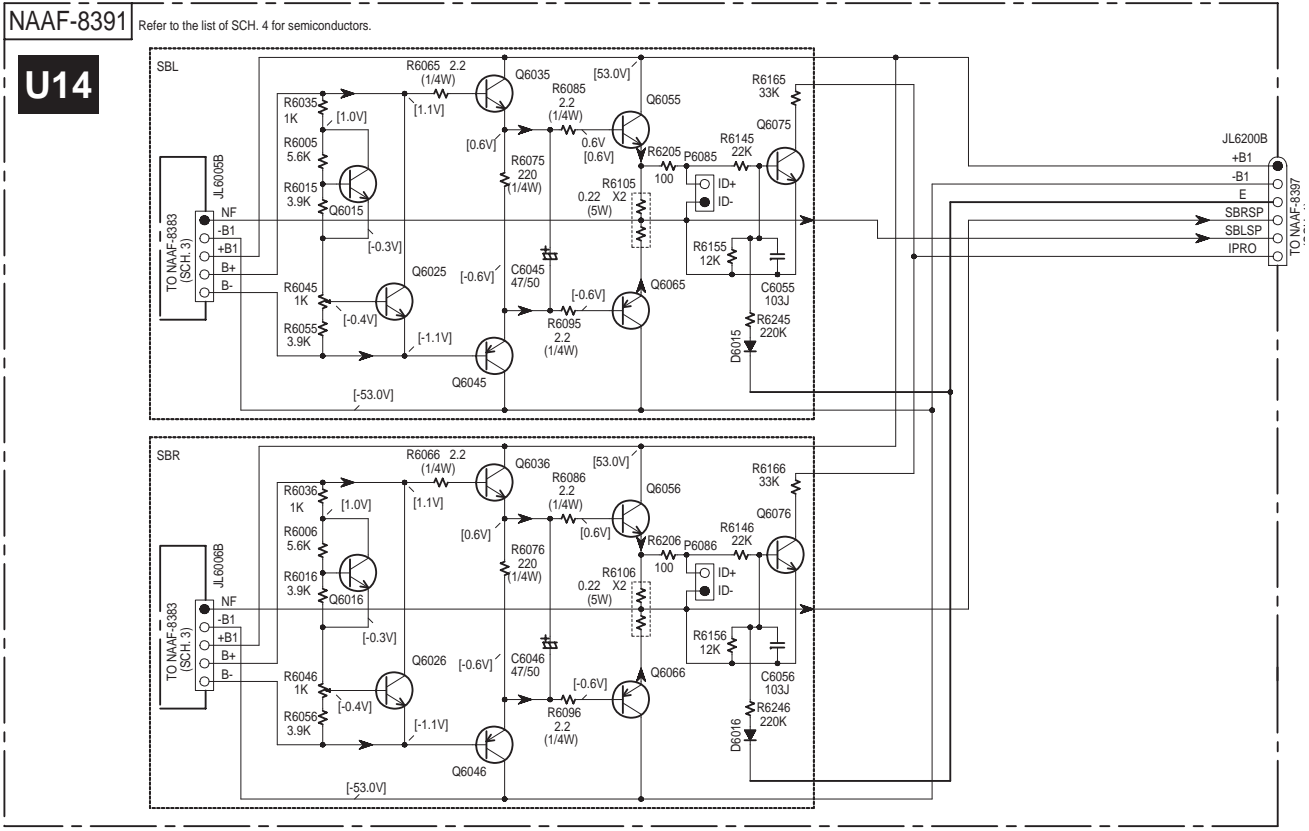 NAAF-8391
Refer to the list of SCH. 4 for semiconductors.
U14
SBL
R6065 2.2
(1/4W)
Q6035
[53.0V]
R6165
33K
R6035
1K
[1.0V]
[1.1V]
R6085
2.2
(1/4W)
Q6055
Q6075
R6005
5.6K
[0.6V]
0.6V
[0.6V]
R6205
100
P6085
R6145
22K
R6015
3.9K
Q6015
R6075
220
(1/4W)
R6105
0.22 X2
(5W)
ID+
ID-
JL6005B
TO NAAF-8383
(SCH. 3)
NF
-B1
+B1
B+
B-
[-0.3V]
Q6025
[-0.6V]
C6045
47/50
R6155
12K
C6055
103J
R6045
1K
[-0.4V]
[-0.6V]
Q6065
R6055
3.9K
[-1.1V]
R6095
2.2
(1/4W)
R6245
220K
D6015
Q6045
[-53.0V]
JL6200B
+B1
-B1
E
SBRSP
SBLSP
IPRO
TO NAAF-8397
SBR
R6066 2.2
(1/4W)
Q6036
[53.0V]
R6166
33K
R6036
1K
[1.0V]
[1.1V]
R6086
2.2
(1/4W)
Q6056
Q6076
R6006
5.6K
[0.6V]
[0.6V]
R6206
100
P6086
R6146
22K
R6016
3.9K
Q6016
R6076
220
(1/4W)
R6106
0.22 X2
(5W)
ID+
ID-
JL6006B
TO NAAF-8383
(SCH. 3)
NF
-B1
+B1
B+
B-
[-0.3V]
Q6026
[-0.6V]
C6046
47/50
R6156
12K
C6056
103J
R6046
1K
[-0.4V]
[-0.6V]
Q6066
R6056
3.9K
[-1.1V]
R6096
2.2
(1/4W)
R6246
220K
D6016
Q6046
[-53.0V]